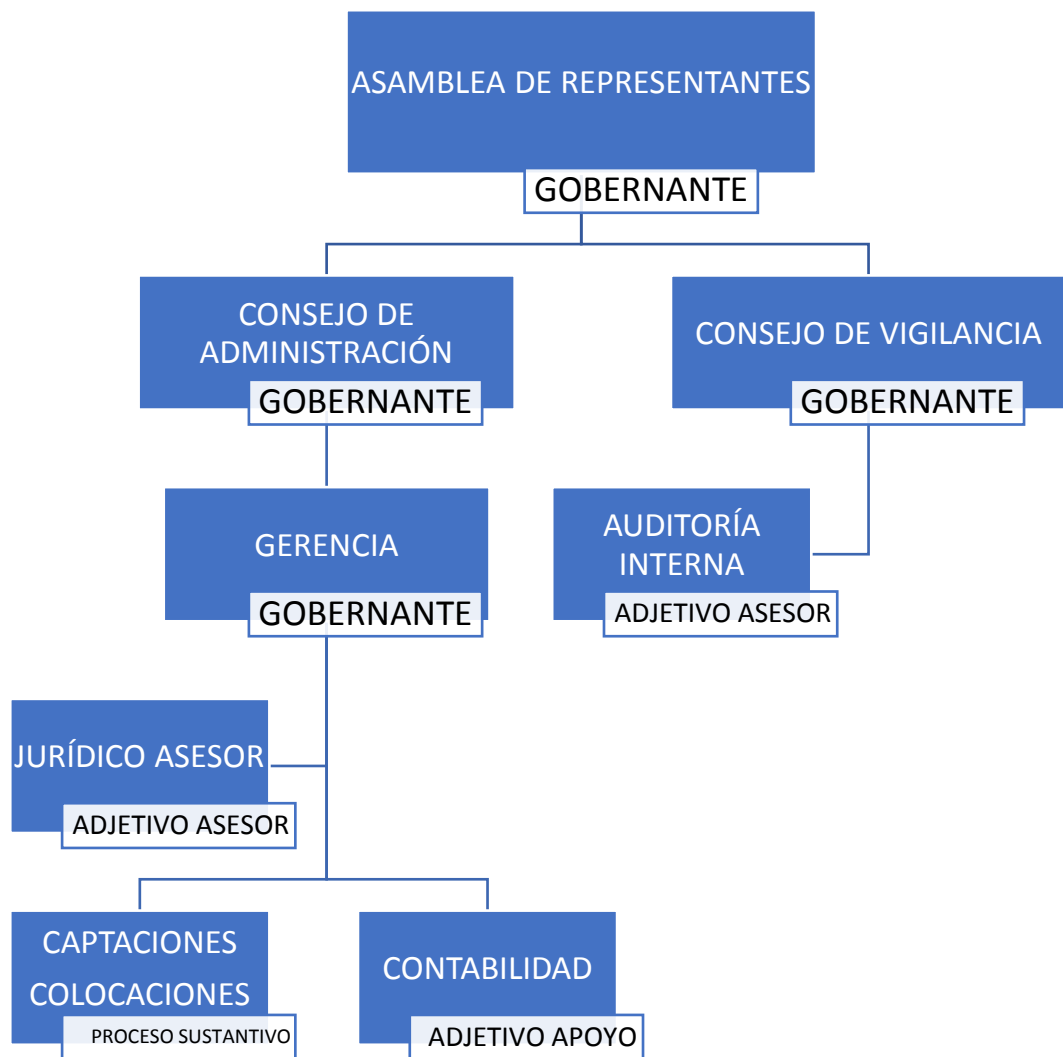 ASAMBLEA DE REPRESENTANTES
GOBERNANTE
CONSEJO DE
ADMINISTRACIÓN
GOBERNANTE
CONSEJO DE VIGILANCIA
GOBERNANTE
GERENCIA
GOBERNANTE
AUDITORÍA
INTERNA
ADJETIVO ASESOR
JURÍDICO ASESOR
ADJETIVO ASESOR
CAPTACIONES
COLOCACIONES
PROCESO SUSTANTIVO
CONTABILIDAD
ADJETIVO APOYO